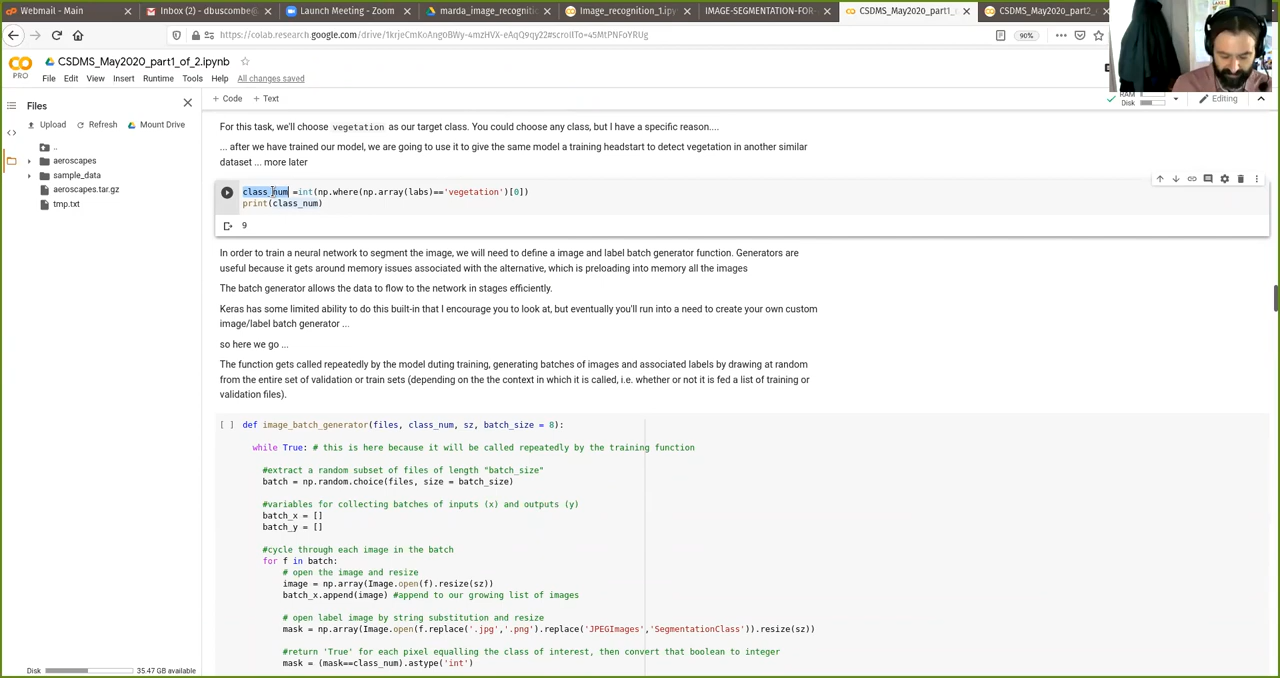 Webmail - Main
Inbox (3) - dbuscombe@
Launch Meeting - Zoom
marda_image_recognition
Image_recognition_1.ipy
IMAGE-SEGMENTATION-FOR-
CSDMS_May2020_part1_
CSDMS_May2020_part2_
https://colab.research.google.com/drive/
90%
CO
PRO
CSDMS_May2020_part1_of_2.ipynb
File Edit View Insert Runtime Tools Help All changes saved
RAM
Disk
Editing
Files
+ Code + Text
Upload Refresh Mount Drive
..
aeroscapes
sample_data
aeroscapes.tar.gz
tmp.txt
For this task, we'll choose vegetation as our target class. You could choose any class, but I have a specific reason....
... after we have trained our model, we are going to use it to give the same model a training headstart to detect vegetation in another similar
dataset ... more later
class_num =int(np.where(np.array(labs)=='vegetation')[0])
print(class_num)
9
In order to train a neural network to segment the image, we will need to define a image and label batch generator function. Generators are
useful because it gets around memory issues associated with the alternative, which is preloading into memory all the images
The batch generator allows the data to flow to the network in stages efficiently.
Keras has some limited ability to do this built-in that I encourage you to look at, but eventually you'll run into a need to create your own custom
image/label batch generator ...
so here we go ...
The function gets called repeatedly by the model duting training, generating batches of images and associated labels by drawing at random
from the entire set of validation or train sets (depending on the the context in which it is called, i.e. whether or not it is fed a list of training or
validation files).
[ ] def image_batch_generator(files, class_num, sz, batch_size = 8):
while True: # this is here because it will be called repeatedly by the training function
#extract a random subset of files of length "batch_size"
batch = np.random.choice(files, size = batch_size)
#variables for collecting batches of inputs (x) and outputs (y)
batch_x = []
batch_y = []
#cycle through each image in the batch
for f in batch:
# open the image and resize
image = np.array(Image.open(f).resize(sz))
batch_x.append(image) #append to our growing list of images
# open label image by string substitution and resize
mask = np.array(Image.open(f.replace('.jpg','.png').replace('JPEGImages','SegmentationClass')).resize(sz))
#return 'True' for each pixel equalling the class of interest, then convert that boolean to integer
mask = (mask==class_num).astype('int')
Disk 35.47 GB available